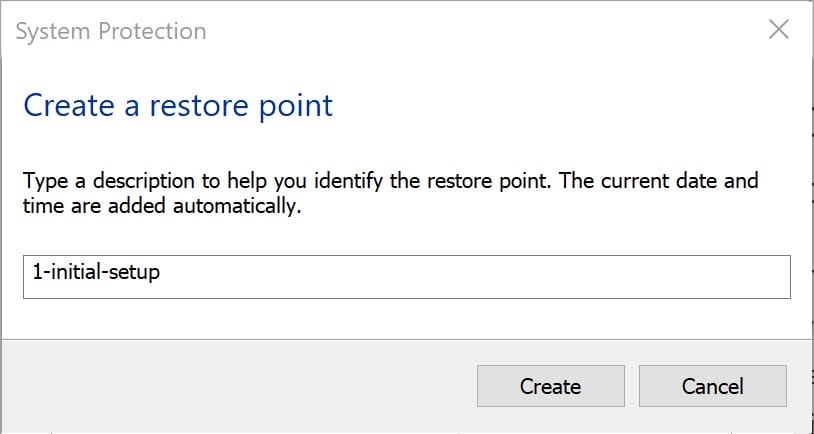 System Protection
Create a restore point
Type a description to help you identify the restore point. The current date and
time are added automatically.
1-initial-setup
Create
Cancel